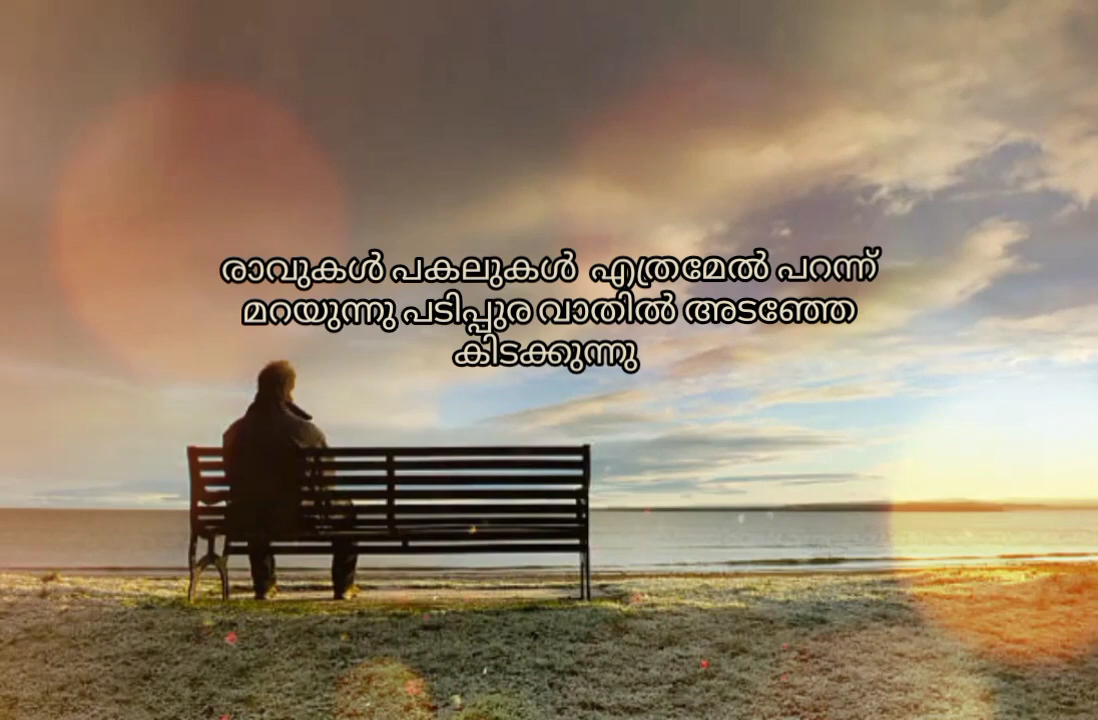 രാവുകൾ പകലുകൾ എത്രമേൽ പറന്ന്
മറയുന്നു പടിപ്പുര വാതിൽ അടഞ്ഞേ
കിടക്കുന്നു